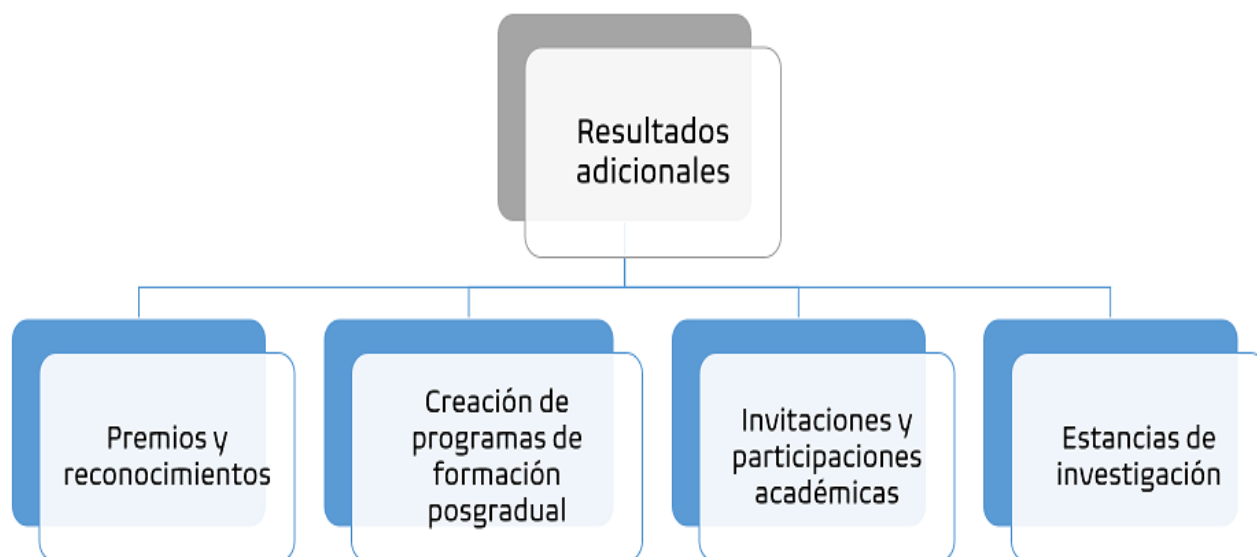 Resultados
adicionales
Premios y
reconocimientos
Creación de
programas de
formación
posgradual
Invitaciones y
participaciones
académicas
Estancias de
investigación